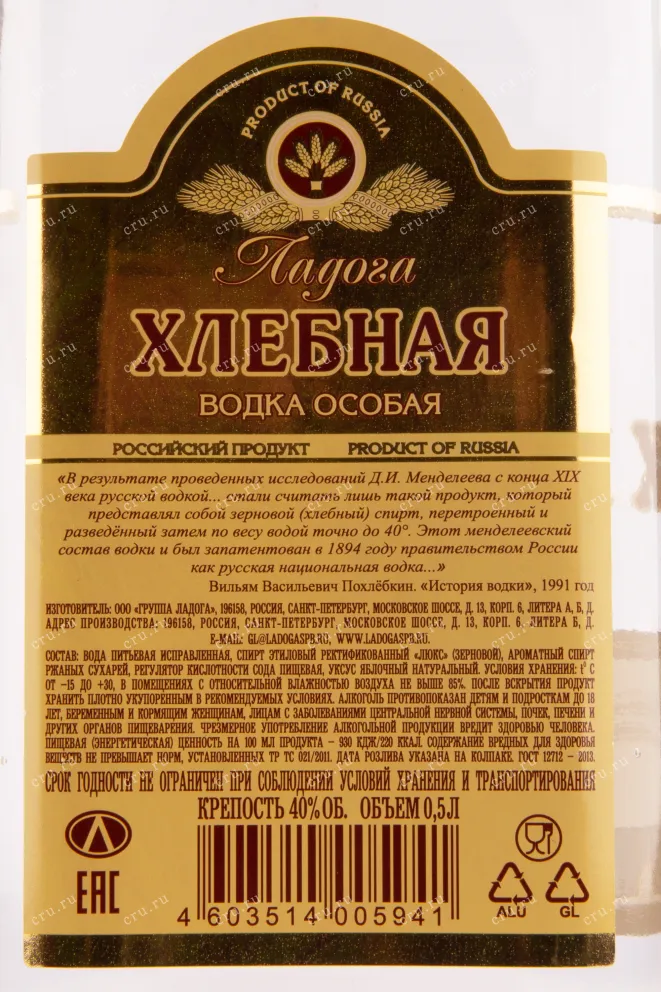 PRODUCT OF RUSSIA
Ладога
ХЛЕБНАЯ
ВОДКА ОСОБАЯ
РОССИЙСКИЙ ПРОДУКТ PRODUCT OF RUSSIA
«В результате проведенных исследований Д.И. Менделеева с конца XIX
века русской водкой... стали считать лишь такой продукт, который
представлял собой зерновой (хлебный) спирт, перетроенный и
разведённый затем по весу водой точно до 40°. Этот менделеевский
состав водки и был запатентован в 1894 году правительством России
как русская национальная водка...»
Вильям Васильевич Похлёбкин. «История водки», 1991 год
ИЗГОТОВИТЕЛЬ: ООО «ГРУППА ЛАДОГА», 196158, РОССИЯ, САНКТ-ПЕТЕРБУРГ, МОСКОВСКОЕ ШОССЕ, Д. 13, КОРП. 6, ЛИТЕРА А, Б, Д.
АДРЕС ПРОИЗВОДСТВА: 196158, РОССИЯ, САНКТ-ПЕТЕРБУРГ, МОСКОВСКОЕ ШОССЕ, Д. 13, КОРП. 6, ЛИТЕРА Б, Д.
E-MAIL: GL@LADOGASPB.RU, WWW.LADOGASPB.RU.
СОСТАВ: ВОДА ПИТЬЕВАЯ ИСПРАВЛЕННАЯ, СПИРТ ЭТИЛОВЫЙ РЕКТИФИКОВАННЫЙ «ЛЮКС» (ЗЕРНОВОЙ), АРОМАТНЫЙ СПИРТ
РЖАНЫХ СУХАРЕЙ, РЕГУЛЯТОР КИСЛОТНОСТИ СОДА ПИЩЕВАЯ, УКСУС ЯБЛОЧНЫЙ НАТУРАЛЬНЫЙ. УСЛОВИЯ ХРАНЕНИЯ: t° С
ОТ –15 ДО +30, В ПОМЕЩЕНИЯХ С ОТНОСИТЕЛЬНОЙ ВЛАЖНОСТЬЮ ВОЗДУХА НЕ ВЫШЕ 85%. ПОСЛЕ ВСКРЫТИЯ ПРОДУКТ
ХРАНИТЬ ПЛОТНО УКУПОРЕННЫМ В РЕКОМЕНДУЕМЫХ УСЛОВИЯХ. АЛКОГОЛЬ ПРОТИВОПОКАЗАН ДЕТЯМ И ПОДРОСТКАМ ДО 18
ЛЕТ, БЕРЕМЕННЫМ И КОРМЯЩИМ ЖЕНЩИНАМ, ЛИЦАМ С ЗАБОЛЕВАНИЯМИ ЦЕНТРАЛЬНОЙ НЕРВНОЙ СИСТЕМЫ, ПОЧЕК, ПЕЧЕНИ И
ДРУГИХ ОРГАНОВ ПИЩЕВАРЕНИЯ. ЧРЕЗМЕРНОЕ УПОТРЕБЛЕНИЕ АЛКОГОЛЬНОЙ ПРОДУКЦИИ ВРЕДИТ ЗДОРОВЬЮ ЧЕЛОВЕКА.
ПИЩЕВАЯ (ЭНЕРГЕТИЧЕСКАЯ) ЦЕННОСТЬ НА 100 МЛ ПРОДУКТА – 930 КДЖ/220 ККАЛ. СОДЕРЖАНИЕ ВРЕДНЫХ ДЛЯ ЗДОРОВЬЯ
ВЕЩЕСТВ НЕ ПРЕВЫШАЕТ НОРМ, УСТАНОВЛЕННЫХ ТР ТС 021/2011. ДАТА РОЗЛИВА УКАЗАНА НА КОЛПАКЕ. ГОСТ 12712 – 2013.
СРОК ГОДНОСТИ НЕ ОГРАНИЧЕН ПРИ СОБЛЮДЕНИИ УСЛОВИЙ ХРАНЕНИЯ И ТРАНСПОРТИРОВАНИЯ
КРЕПОСТЬ 40% ОБ. ОБЪЕМ 0,5Л
EAC
4 603514 005941
ALU GL
cru.ru